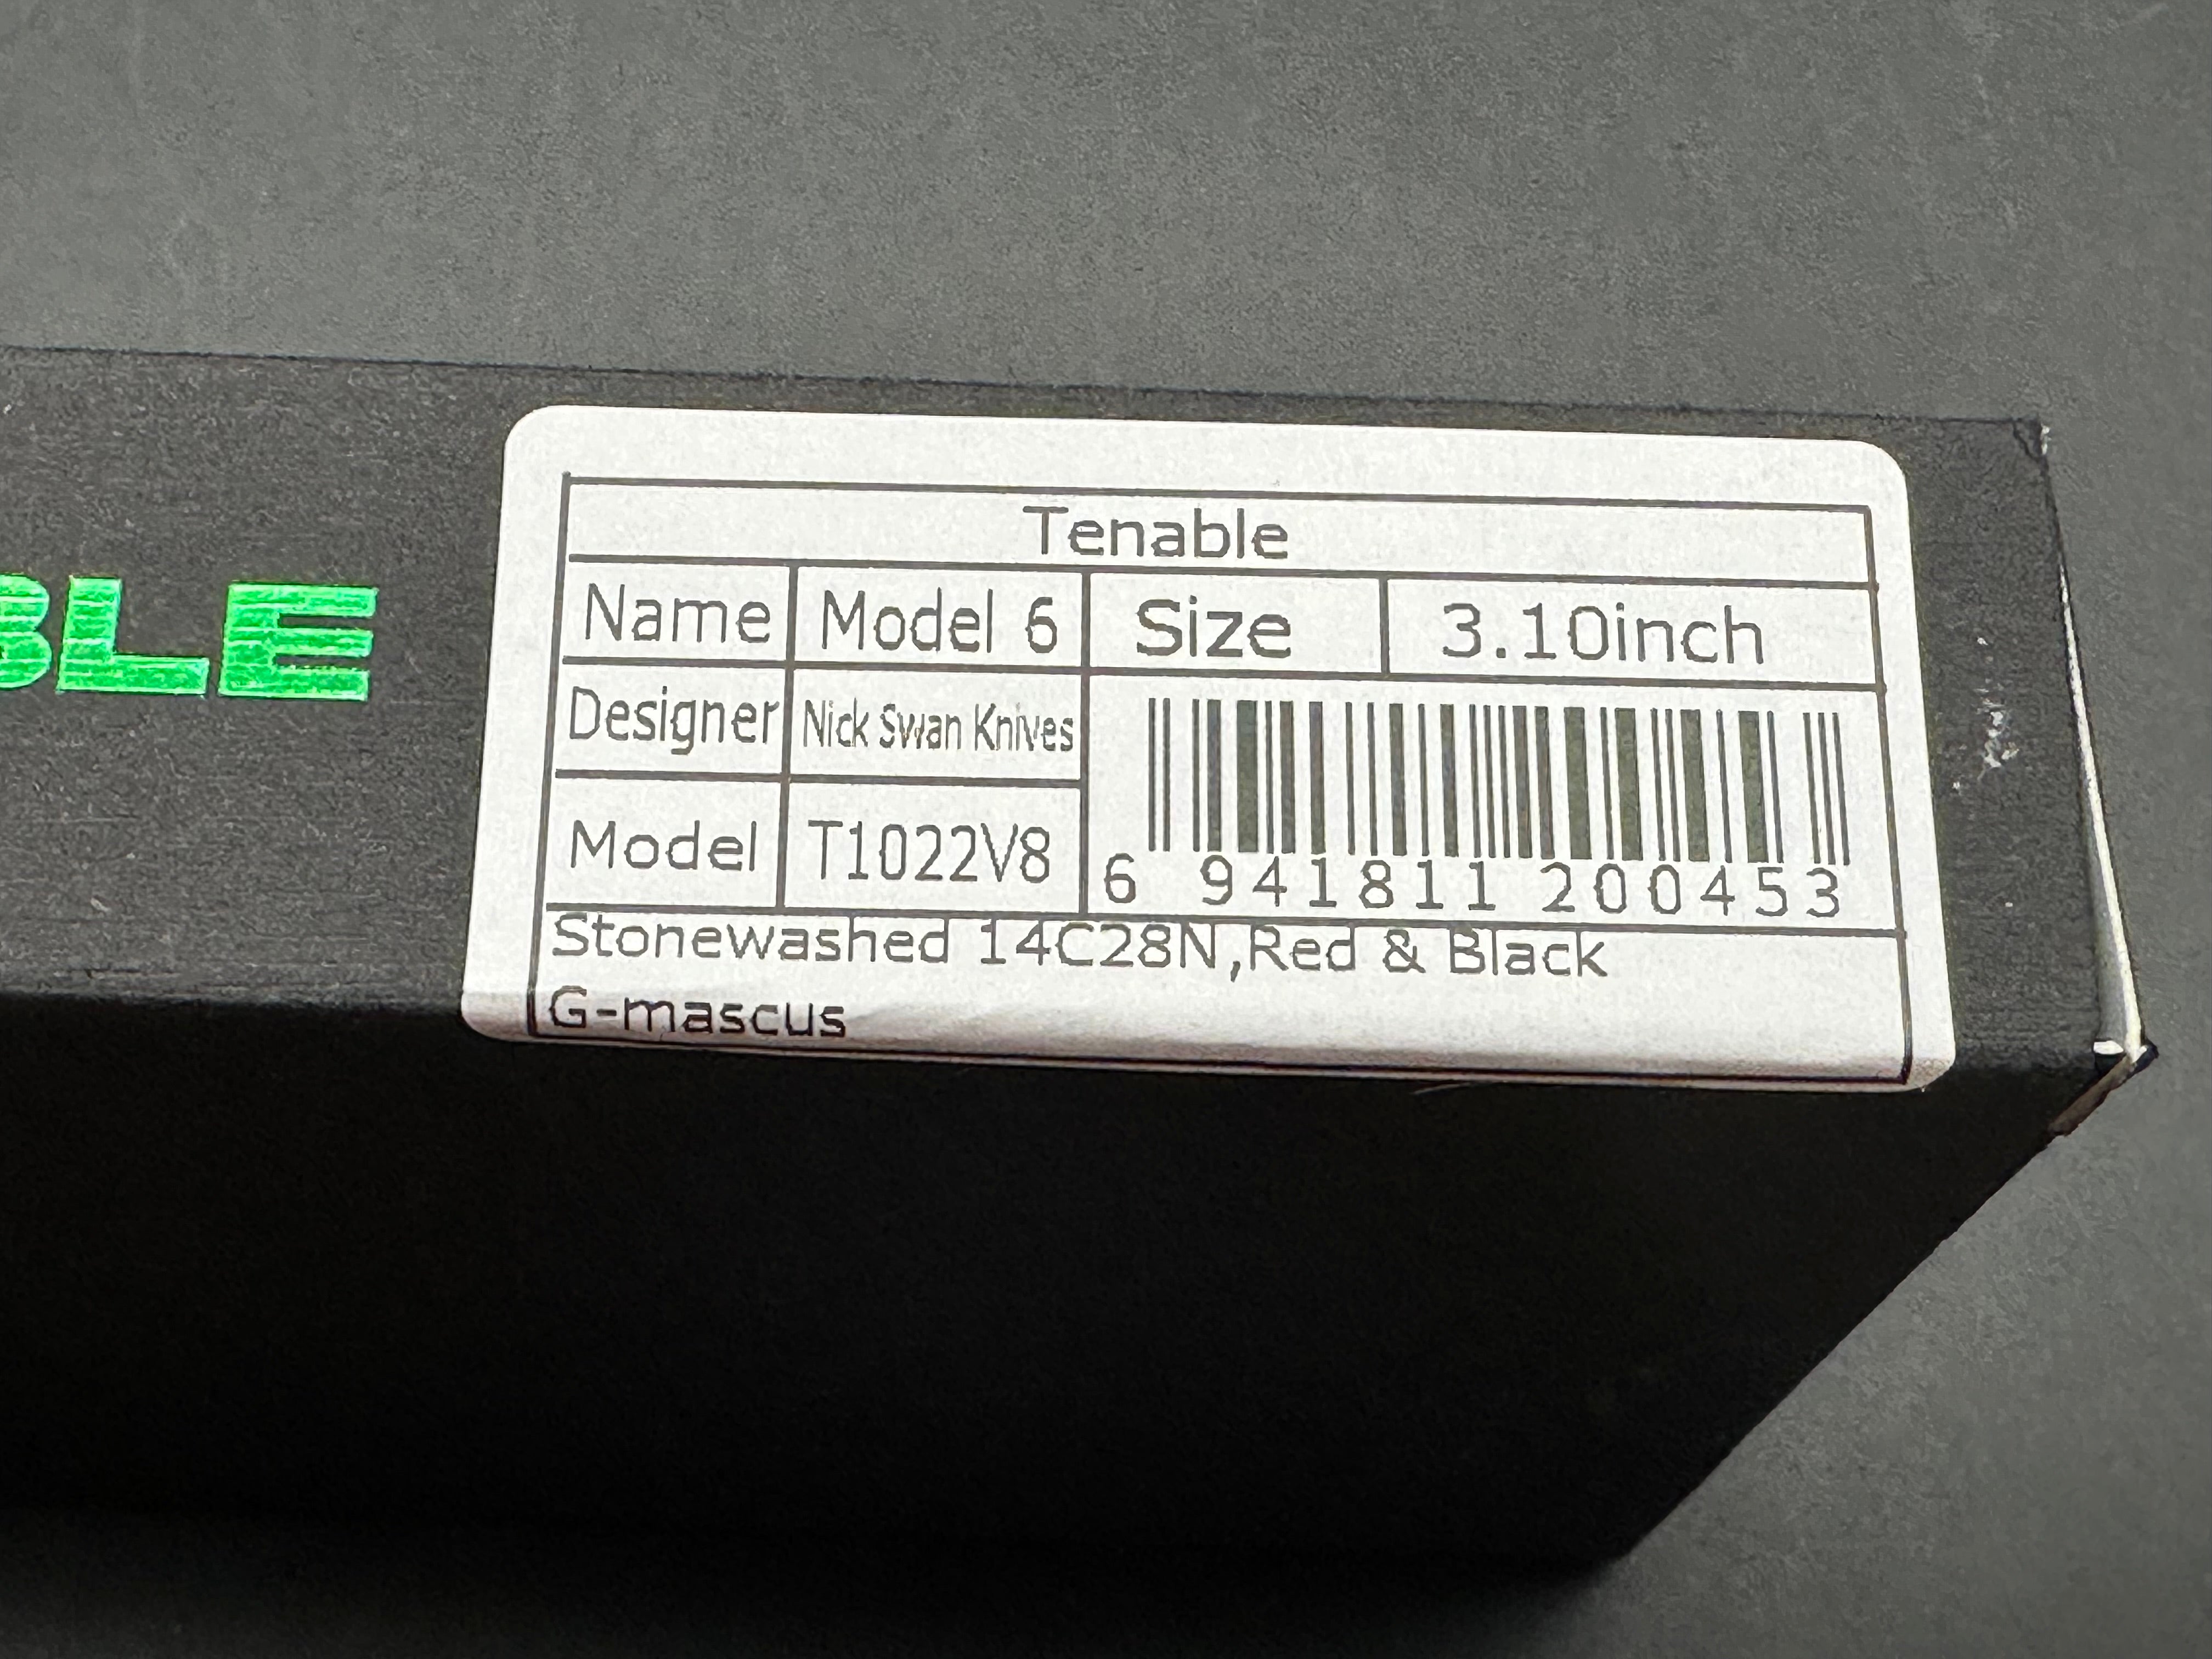 BLE
Tenable
Name Model 6 Size 3.10inch
Designer Nick Swan Knives
Model T1022V8
6 941811 200453
Stonewashed 14C28N,Red & Black
G-mascus